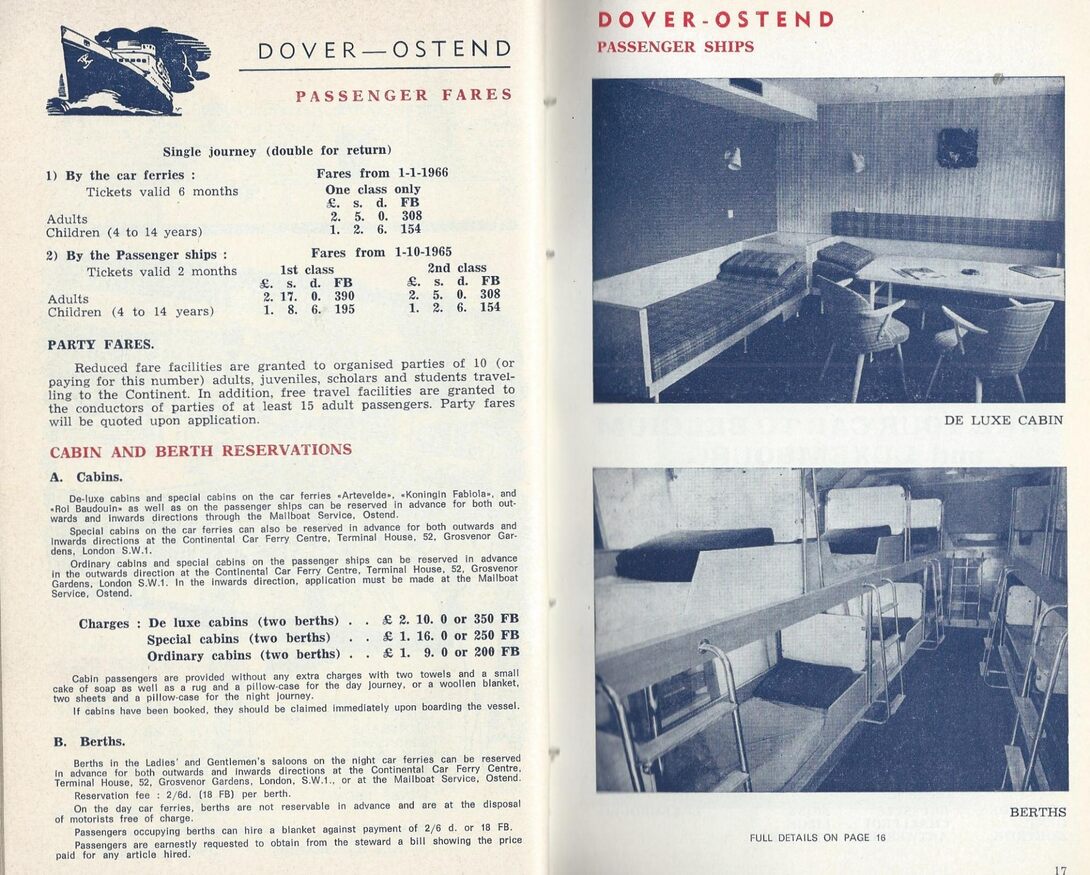 DOVER—OSTEND
PASSENGER FARES
Single journey (double for return)
1) By the car ferries : Fares from 1-1-1966
Tickets valid 6 months One class only
£. s. d. FB
Adults 2. 5. 0. 308
Children (4 to 14 years) 1. 2. 6. 154
2) By the Passenger ships : Fares from 1-10-1965
Tickets valid 2 months 1st class 2nd class
£. s. d. FB £. s. d. FB
Adults 2. 17. 0. 390 2. 5. 0. 308
Children (4 to 14 years) 1. 8. 6. 195 1. 2. 6. 154
PARTY FARES.
Reduced fare facilities are granted to organised parties of 10 (or
paying for this number) adults, juveniles, scholars and students travel-
ling to the Continent. In addition, free travel facilities are granted to
the conductors of parties of at least 15 adult passengers. Party fares
will be quoted upon application.
CABIN AND BERTH RESERVATIONS
A. Cabins.
De-luxe cabins and special cabins on the car ferries «Artevelde», «Koningin Fabiola», and
«Roi Baudouin» as well as on the passenger ships can be reserved in advance for both out-
wards and inwards directions through the Mailboat Service, Ostend.
Special cabins on the car ferries can also be reserved in advance for both outwards and
inwards directions at the Continental Car Ferry Centre, Terminal House, 52, Grosvenor Gar-
dens, London S.W.1.
Ordinary cabins and special cabins on the passenger ships can be reserved in advance
in the outwards direction at the Continental Car Ferry Centre, Terminal House, 52, Grosvenor
Gardens, London S.W.1. In the inwards direction, application must be made at the Mailboat
Service, Ostend.
Charges : De luxe cabins (two berths) . . £ 2. 10. 0 or 350 FB
Special cabins (two berths) . . £ 1. 16. 0 or 250 FB
Ordinary cabins (two berths) . . £ 1. 9. 0 or 200 FB
Cabin passengers are provided without any extra charges with two towels and a small
cake of soap as well as a rug and a pillow-case for the day journey, or a woollen blanket,
two sheets and a pillow-case for the night journey.
If cabins have been booked, they should be claimed immediately upon boarding the vessel.
B. Berths.
Berths in the Ladies' and Gentlemen's saloons on the night car ferries can be reserved
in advance for both outwards and inwards directions at the Continental Car Ferry Centre,
Terminal House, 52, Grosvenor Gardens, London, S.W.1., or at the Mailboat Service, Ostend.
Reservation fee : 2/6d. (18 FB) per berth.
On the day car ferries, berths are not reservable in advance and are at the disposal
of motorists free of charge.
Passengers occupying berths can hire a blanket against payment of 2/6 d. or 18 FB.
Passengers are earnestly requested to obtain from the steward a bill showing the price
paid for any article hired.
DOVER-OSTEND
PASSENGER SHIPS
DE LUXE CABIN
BERTHS
FULL DETAILS ON PAGE 16
17